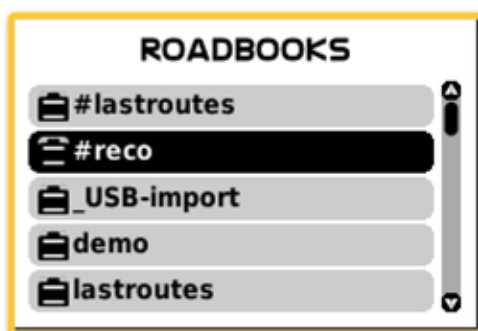 ROADBOOKS
#lastroutes
#reco
_USB-import
demo
lastroutes